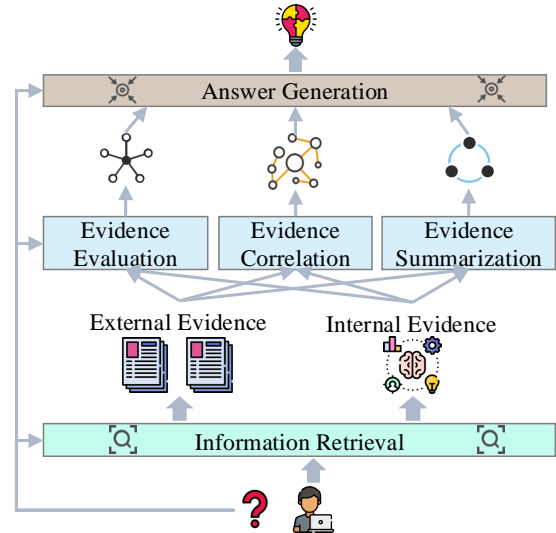 Answer Generation
Evidence
Evaluation
Evidence
Correlation
Evidence
Summarization
External Evidence
Internal Evidence
Information Retrieval
?